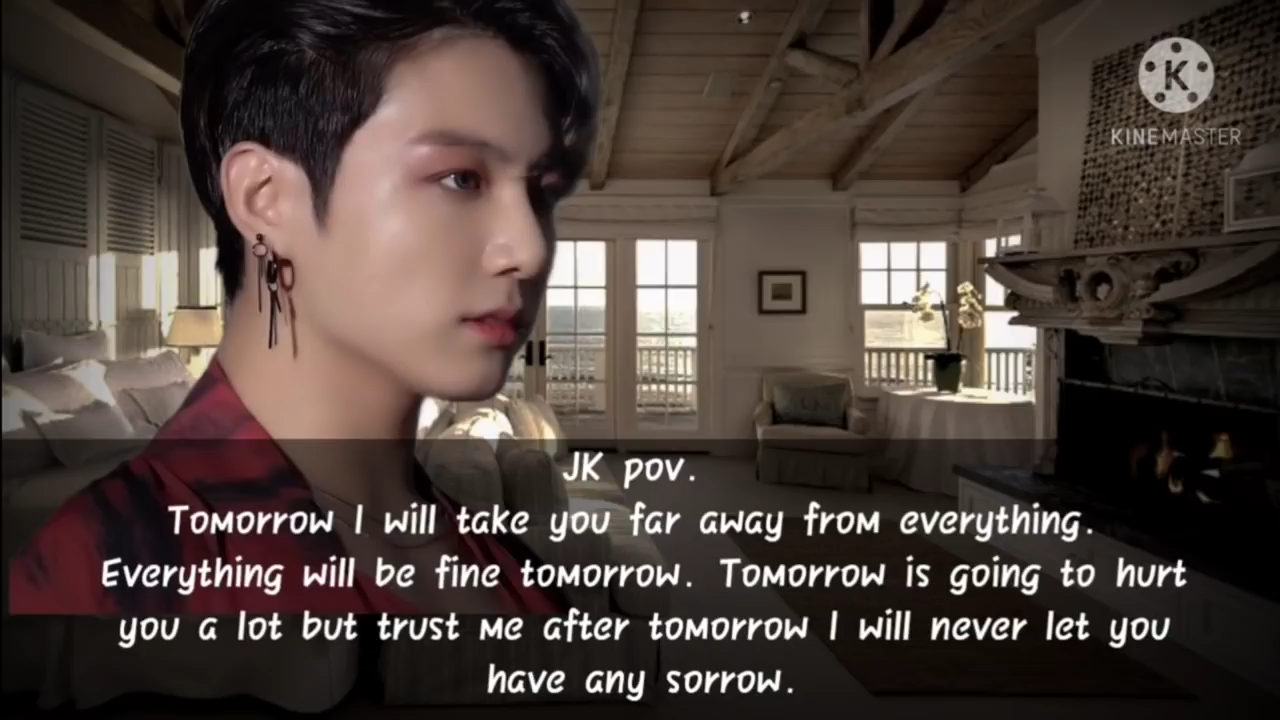 K
KINEMASTER
JK pov.
Tomorrow I will take you far away from everything.
Everything will be fine tomorrow. Tomorrow is going to hurt
you a lot but trust me after tomorrow I will never let you
have any sorrow.